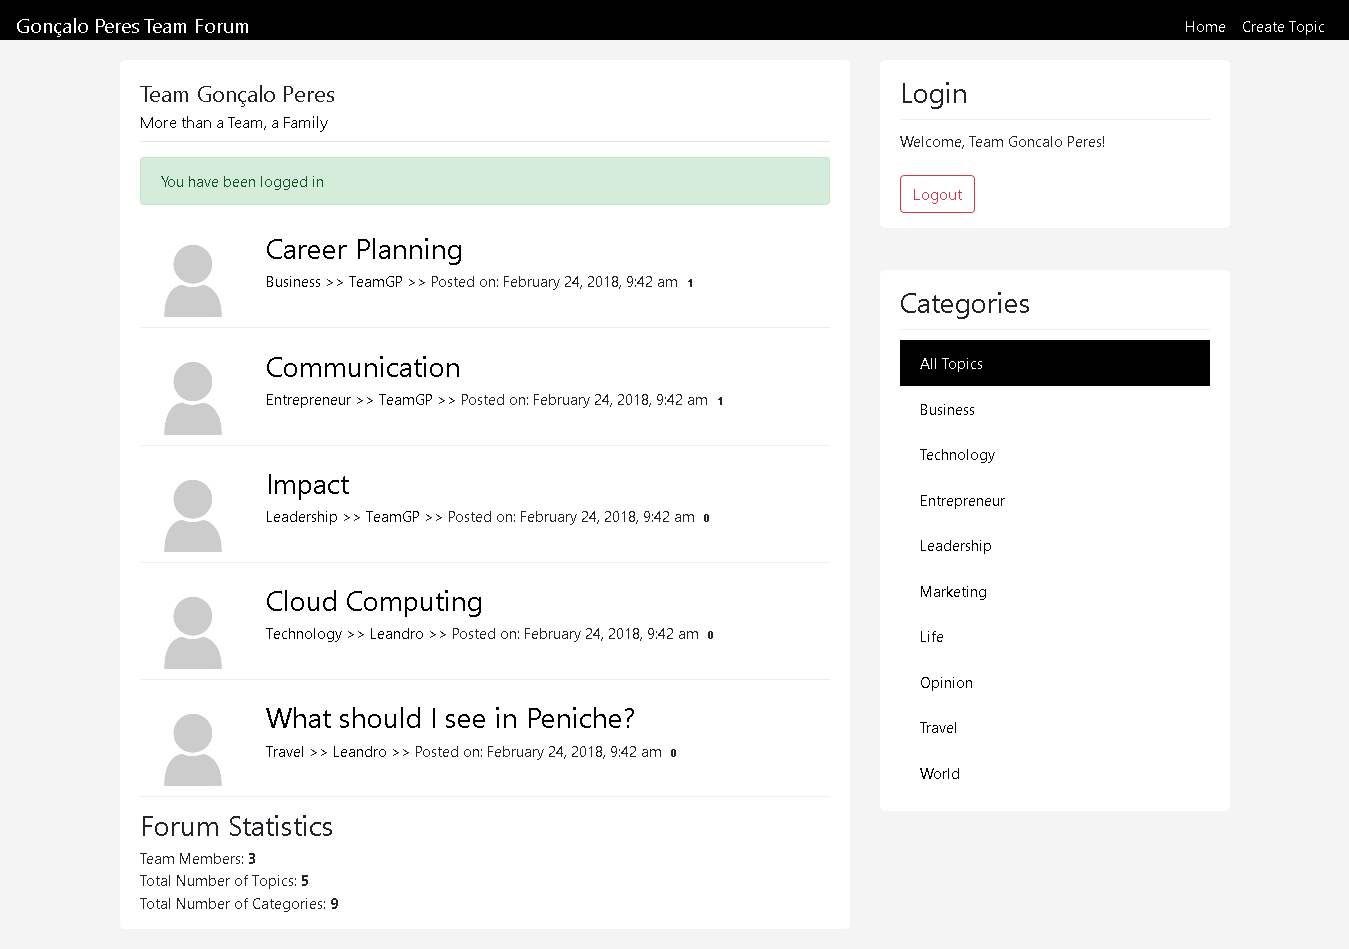 Gonçalo Peres Team Forum
Home Create Topic
Team Gonçalo Peres
More than a Team, a Family
You have been logged in
Career Planning
Business >> TeamGP >> Posted on: February 24, 2018, 9:42 am 1
Communication
Entrepreneur >> TeamGP >> Posted on: February 24, 2018, 9:42 am 1
Impact
Leadership >> TeamGP >> Posted on: February 24, 2018, 9:42 am 0
Cloud Computing
Technology >> Leandro >> Posted on: February 24, 2018, 9:42 am 0
What should I see in Peniche?
Travel >> Leandro >> Posted on: February 24, 2018, 9:42 am 0
Forum Statistics
Team Members: 3
Total Number of Topics: 5
Total Number of Categories: 9
Login
Welcome, Team Goncalo Peres!
Logout
Categories
All Topics
Business
Technology
Entrepreneur
Leadership
Marketing
Life
Opinion
Travel
World